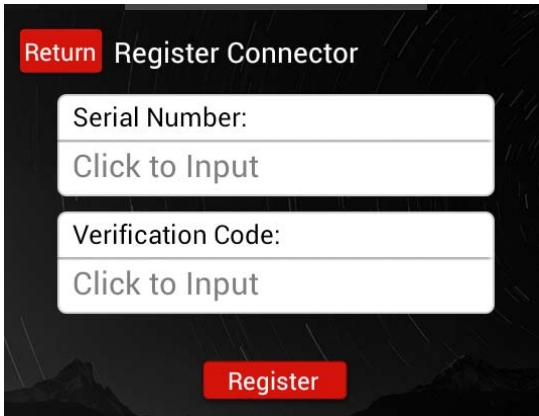 Return Register Connector
Serial Number:
Click to Input
Verification Code:
Click to Input
Register